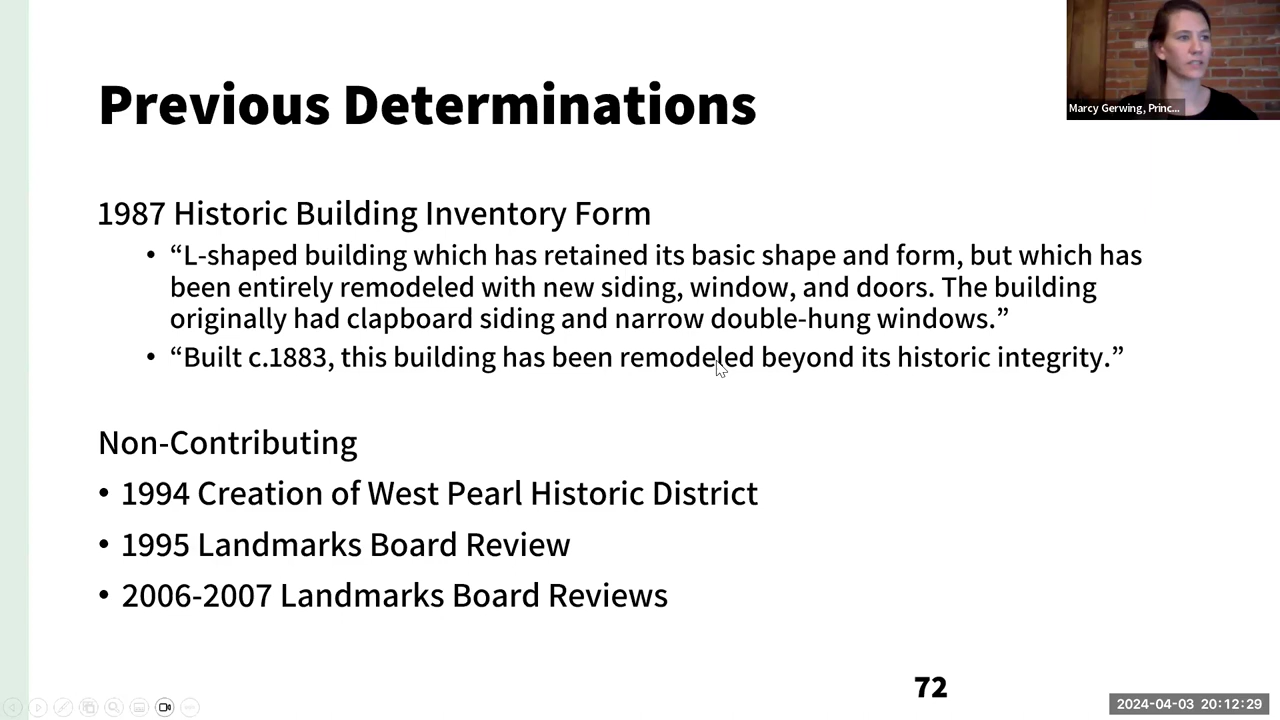 Previous Determinations
Marcy Gerwing, Princ...
1987 Historic Building Inventory Form
• “L-shaped building which has retained its basic shape and form, but which has
been entirely remodeled with new siding, window, and doors. The building
originally had clapboard siding and narrow double-hung windows.”
• “Built c.1883, this building has been remodeled beyond its historic integrity.”
Non-Contributing
• 1994 Creation of West Pearl Historic District
• 1995 Landmarks Board Review
• 2006-2007 Landmarks Board Reviews
72
2024-04-03 20:12:29